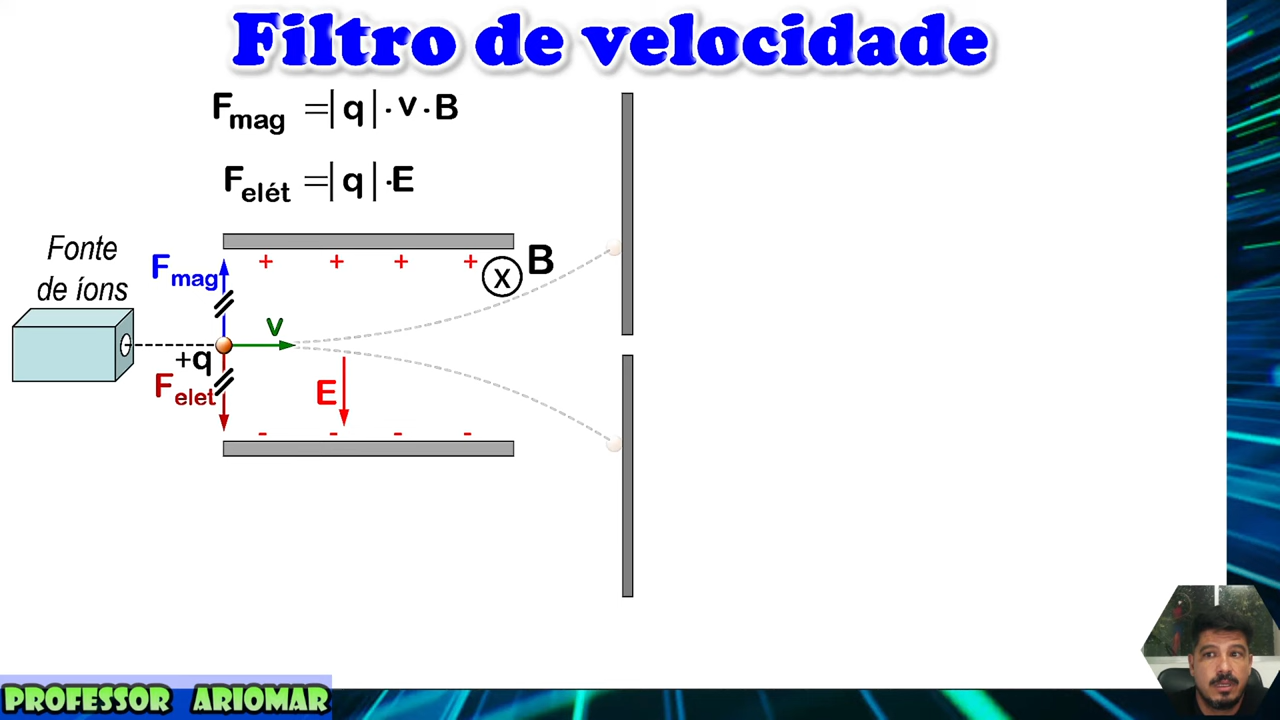 Filtro de velocidade
Fmag =|q|·v·B
Felét =|q|·E
Fonte
de íons
Fmag
+ + + +
X B
v
+q
Felet
E
- - - -
PROFESSOR ARIOMAR